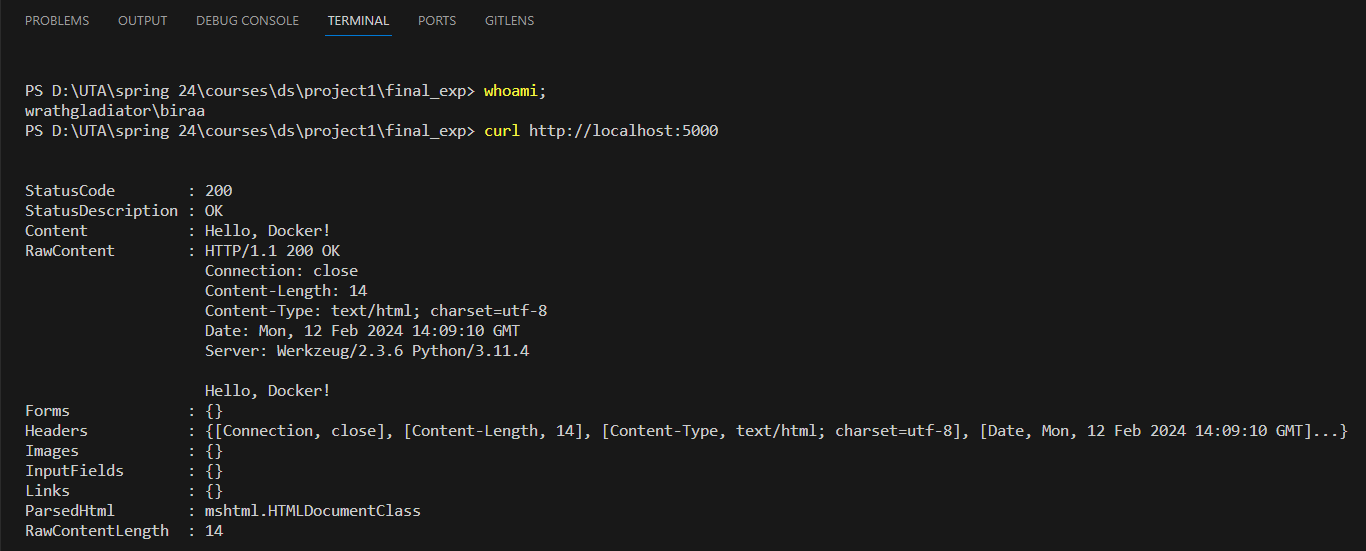 PROBLEMS OUTPUT DEBUG CONSOLE TERMINAL PORTS GITLENS
PS D:\UTA\spring 24\courses\ds\project1\final_exp> whoami;
wrathgladiator\biraa
PS D:\UTA\spring 24\courses\ds\project1\final_exp> curl http://localhost:5000
StatusCode : 200
StatusDescription : OK
Content : Hello, Docker!
RawContent : HTTP/1.1 200 OK
Connection: close
Content-Length: 14
Content-Type: text/html; charset=utf-8
Date: Mon, 12 Feb 2024 14:09:10 GMT
Server: Werkzeug/2.3.6 Python/3.11.4
Hello, Docker!
Forms : {}
Headers : {[Connection, close], [Content-Length, 14], [Content-Type, text/html; charset=utf-8], [Date, Mon, 12 Feb 2024 14:09:10 GMT]...}
Images : {}
InputFields : {}
Links : {}
ParsedHtml : mshtml.HTMLDocumentClass
RawContentLength : 14